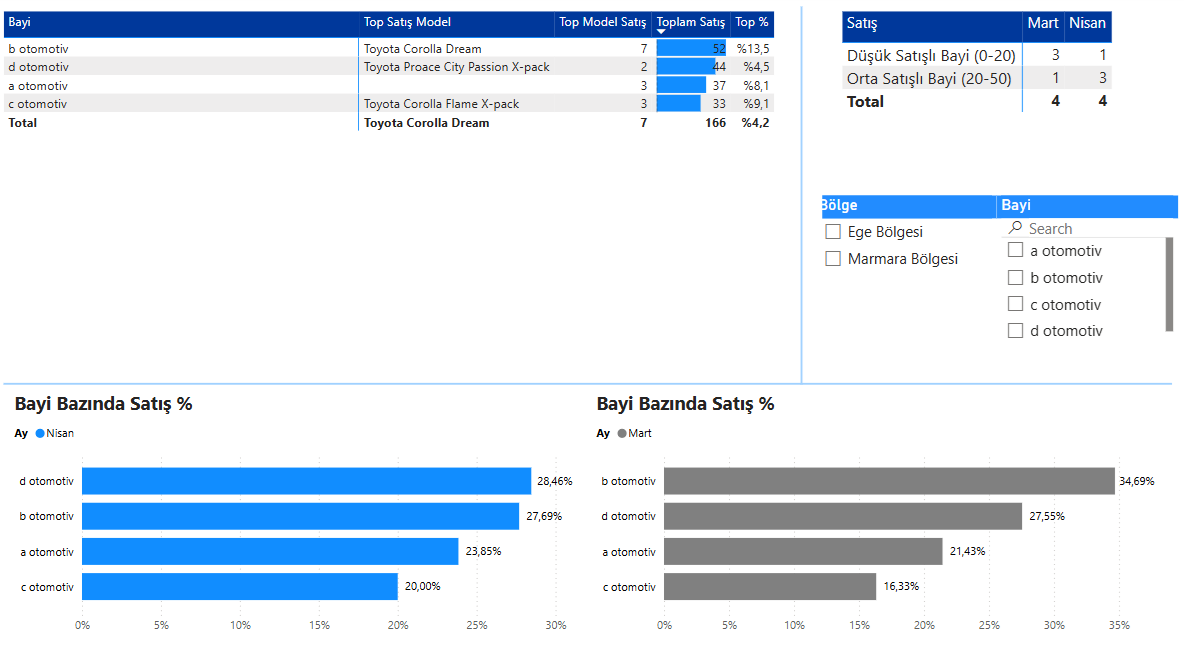 Bayi Top Satış Model Top Model Satış Toplam Satış Top %
b otomotiv Toyota Corolla Dream 7 52 %13,5
d otomotiv Toyota Proace City Passion X-pack 2 44 %4,5
a otomotiv 3 37 %8,1
c otomotiv Toyota Corolla Flame X-pack 3 33 %9,1
Total Toyota Corolla Dream 7 166 %4,2
Satış Mart Nisan
Düşük Satışlı Bayi (0-20) 3 1
Orta Satışlı Bayi (20-50) 1 3
Total 4 4
Bölge
Ege Bölgesi
Marmara Bölgesi
Bayi
Search
a otomotiv
b otomotiv
c otomotiv
d otomotiv
Bayi Bazında Satış %
Ay Nisan
d otomotiv 28,46%
b otomotiv 27,69%
a otomotiv 23,85%
c otomotiv 20,00%
0% 5% 10% 15% 20% 25% 30%
Bayi Bazında Satış %
Ay Mart
b otomotiv 34,69%
d otomotiv 27,55%
a otomotiv 21,43%
c otomotiv 16,33%
0% 5% 10% 15% 20% 25% 30% 35%